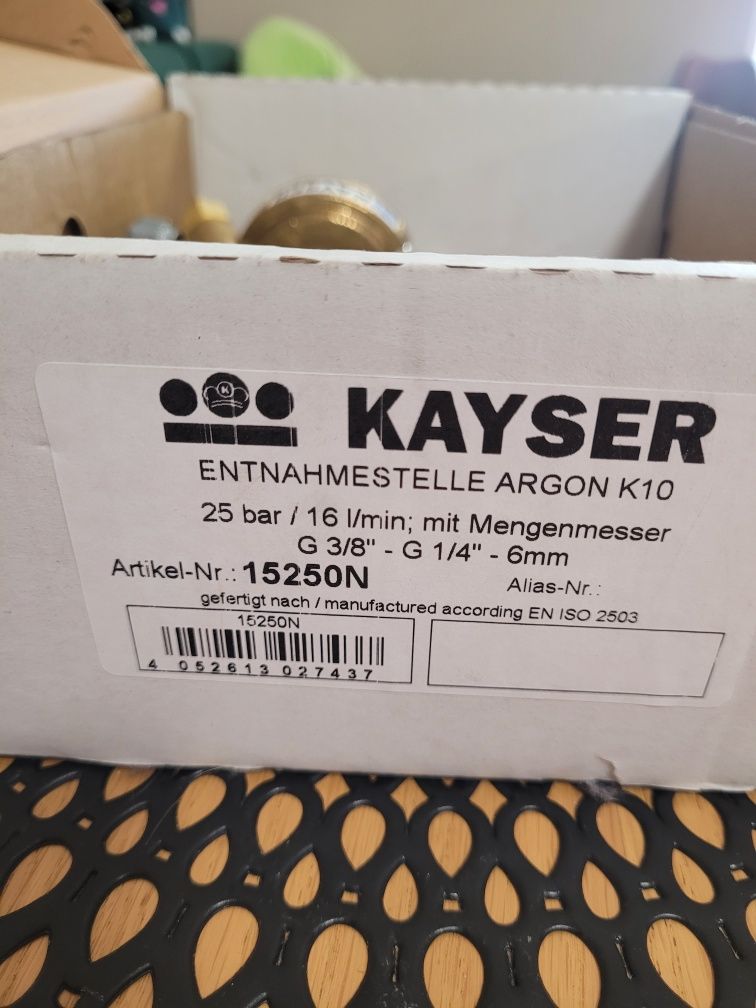 K
KAYSER
ENTNAHMESTELLE ARGON K10
25 bar / 16 l/min; mit Mengenmesser
G 3/8" - G 1/4" - 6mm
Artikel-Nr.: 15250N Alias-Nr.:
gefertigt nach / manufactured according EN ISO 2503
15250N
4 052613 027437